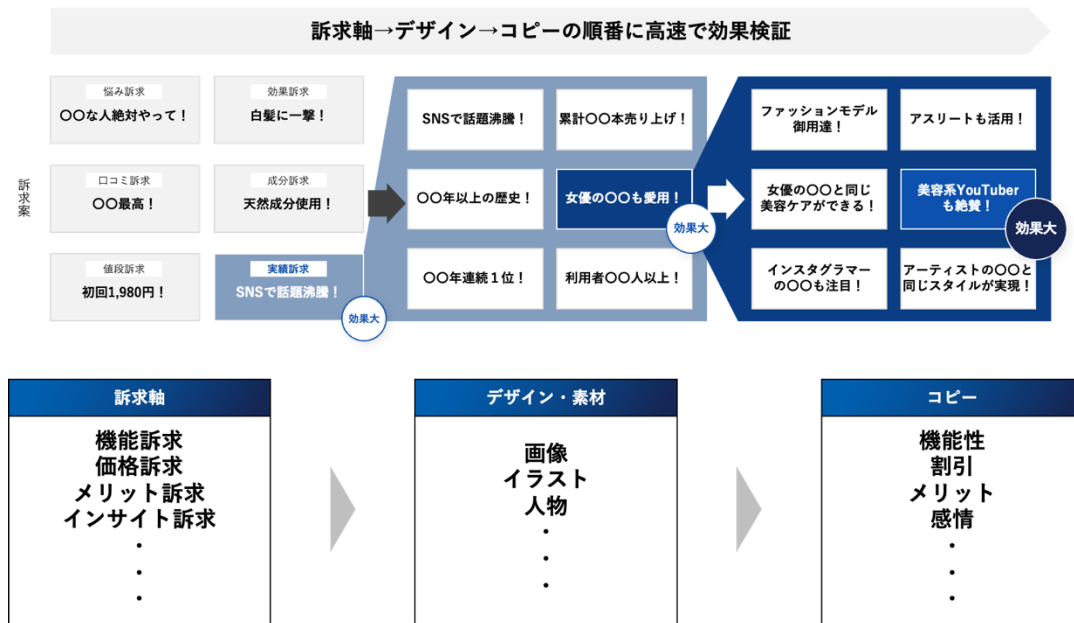 訴求軸→デザイン→コピーの順番に高速で効果検証
訴求案
悩み訴求
〇〇な人絶対やって！
効果訴求
白髪に一撃！
口コミ訴求
〇〇最高！
成分訴求
天然成分使用！
値段訴求
初回1,980円！
実績訴求
SNSで話題沸騰！
効果大
SNSで話題沸騰！
累計〇〇本売り上げ！
〇〇年以上の歴史！
女優の〇〇も愛用！
効果大
〇〇年連続１位！
利用者〇〇人以上！
ファッションモデル
御用達！
アスリートも活用！
女優の〇〇と同じ
美容ケアができる！
美容系YouTuber
も絶賛！
効果大
インスタグラマー
の〇〇も注目！
アーティストの〇〇と
同じスタイルが実現！
訴求軸
機能訴求
価格訴求
メリット訴求
インサイト訴求
・
・
・
デザイン・素材
画像
イラスト
人物
・
・
・
コピー
機能性
割引
メリット
感情
・
・
・